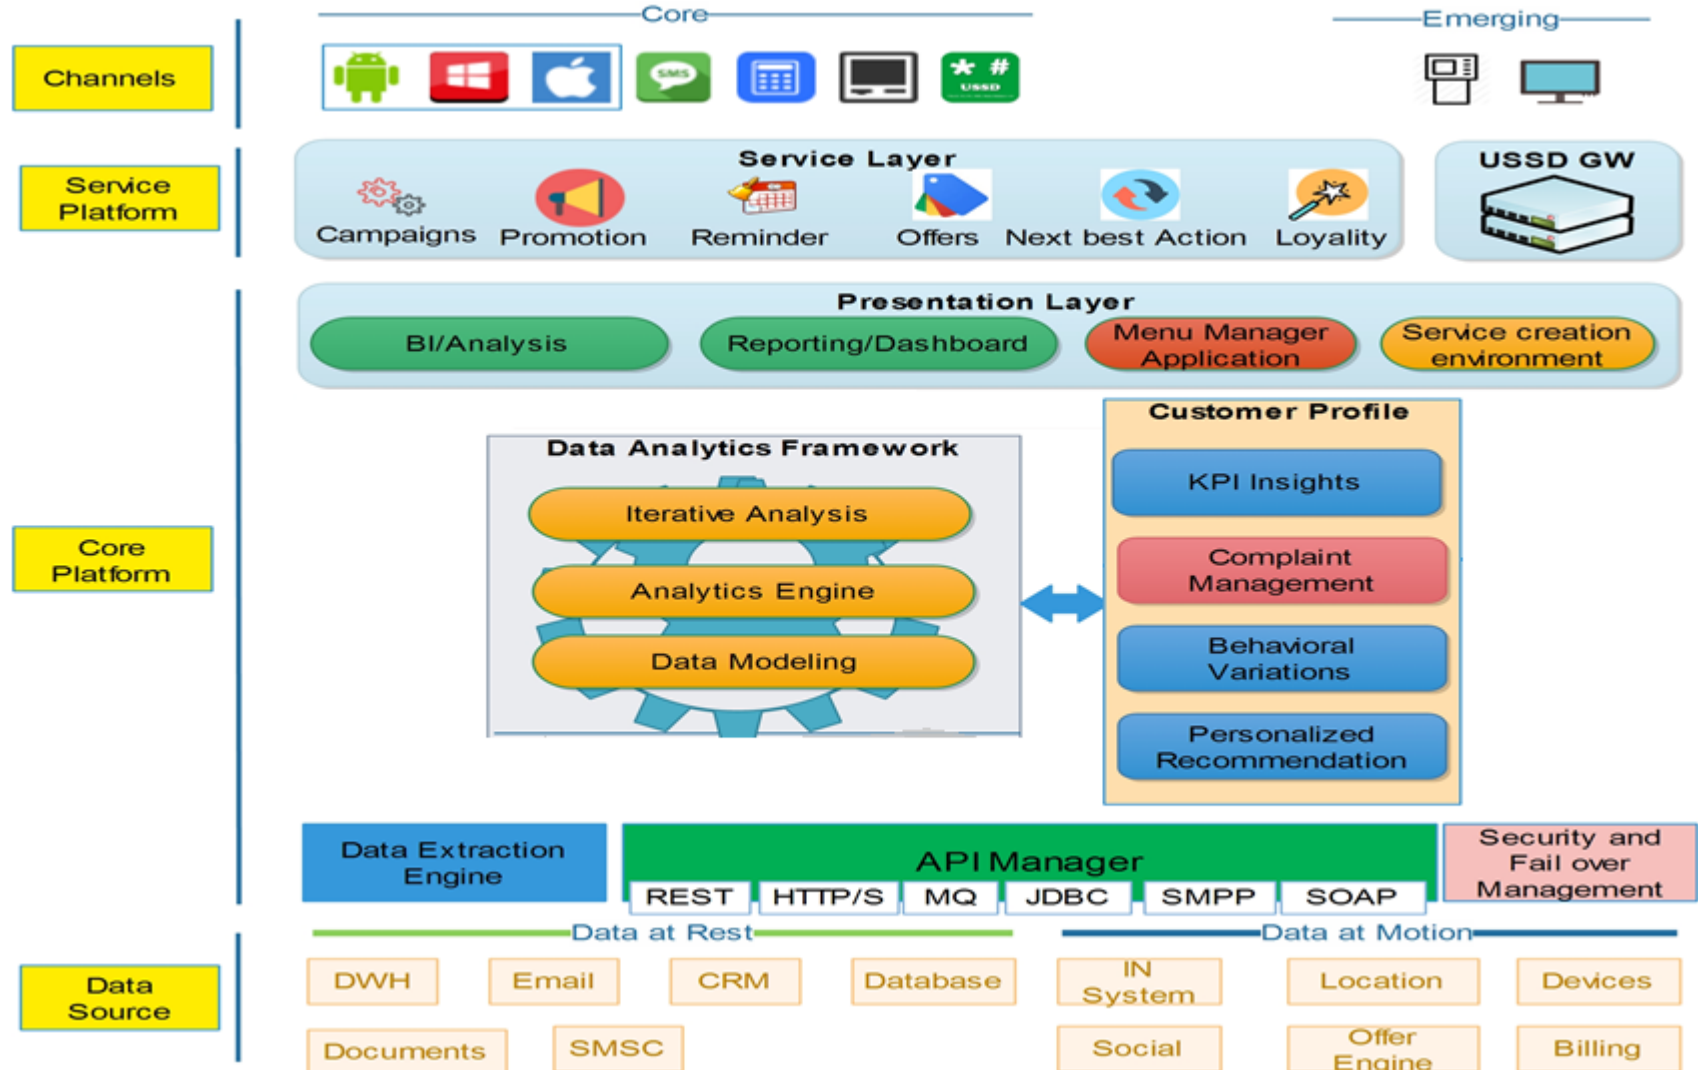 Core
Emerging
Channels
SMS
* #
USSD
Service
Platform
Service Layer
Campaigns
Promotion
Reminder
Offers
Next best Action
Loyality
USSD GW
Core
Platform
Presentation Layer
BI/Analysis
Reporting/Dashboard
Menu Manager
Application
Service creation
environment
Data Analytics Framework
Iterative Analysis
Analytics Engine
Data Modeling
Customer Profile
KPI Insights
Complaint
Management
Behavioral
Variations
Personalized
Recommendation
Data Extraction
Engine
API Manager
REST
HTTP/S
MQ
JDBC
SMPP
SOAP
Security and
Fail over
Management
Data
Source
Data at Rest
DWH
Email
CRM
Database
Documents
SMSC
Data at Motion
IN
System
Location
Devices
Social
Offer
Engine
Billing